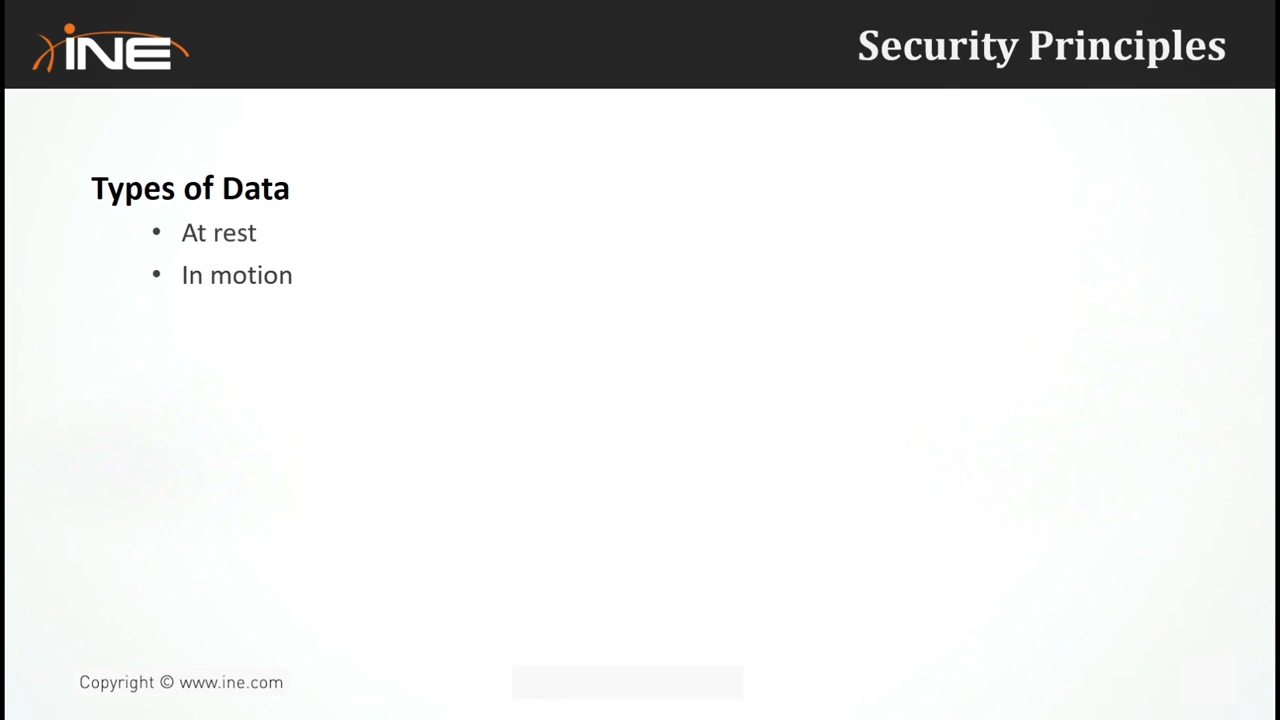 INE
Security Principles
Types of Data
• At rest
• In motion
Copyright © www.ine.com